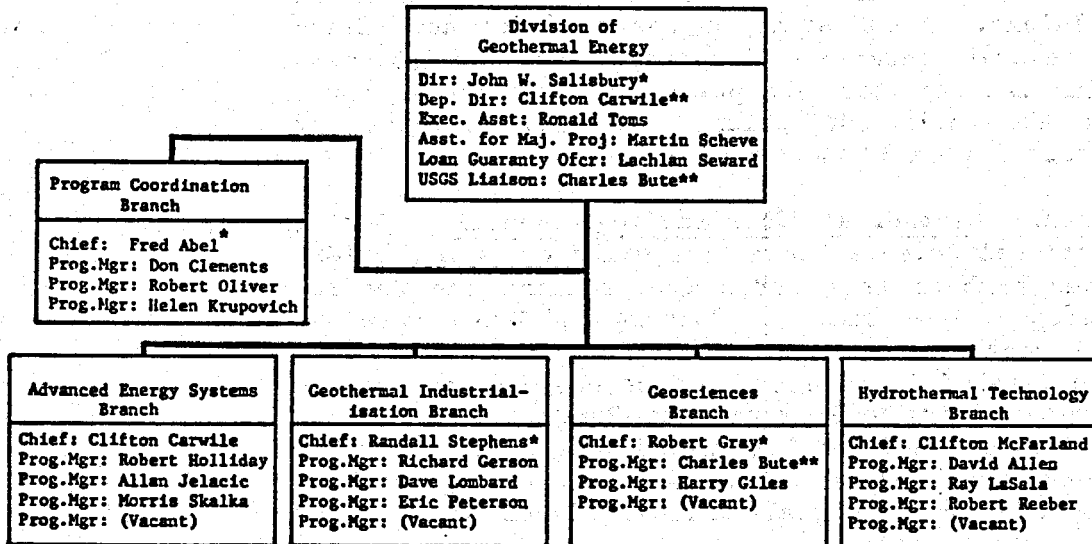 Division of
Geothermal Energy
Dir: John W. Salisbury*
Dep. Dir: Clifton Carwile**
Exec. Asst: Ronald Toms
Asst. for Maj. Proj: Martin Scheve
Loan Guaranty Ofcr: Lachlan Seward
USGS Liaison: Charles Bute**
Program Coordination
Branch
Chief: Fred Abel*
Prog.Mgr: Don Clements
Prog.Mgr: Robert Oliver
Prog.Mgr: Helen Krupovich
Advanced Energy Systems
Branch
Chief: Clifton Carwile
Prog.Mgr: Robert Holliday
Prog.Mgr: Allan Jelacic
Prog.Mgr: Morris Skalka
Prog.Mgr: (Vacant)
Geothermal Industrial-
isation Branch
Chief: Randall Stephens*
Prog.Mgr: Richard Gerson
Prog.Mgr: Dave Lombard
Prog.Mgr: Eric Peterson
Prog.Mgr: (Vacant)
Geosciences
Branch
Chief: Robert Gray*
Prog.Mgr: Charles Bute**
Prog.Mgr: Harry Giles
Prog.Mgr: (Vacant)
Hydrothermal Technology
Branch
Chief: Clifton McFarland
Prog.Mgr: David Allen
Prog.Mgr: Ray LaSala
Prog.Mgr: Robert Reeber
Prog.Mgr: (Vacant)